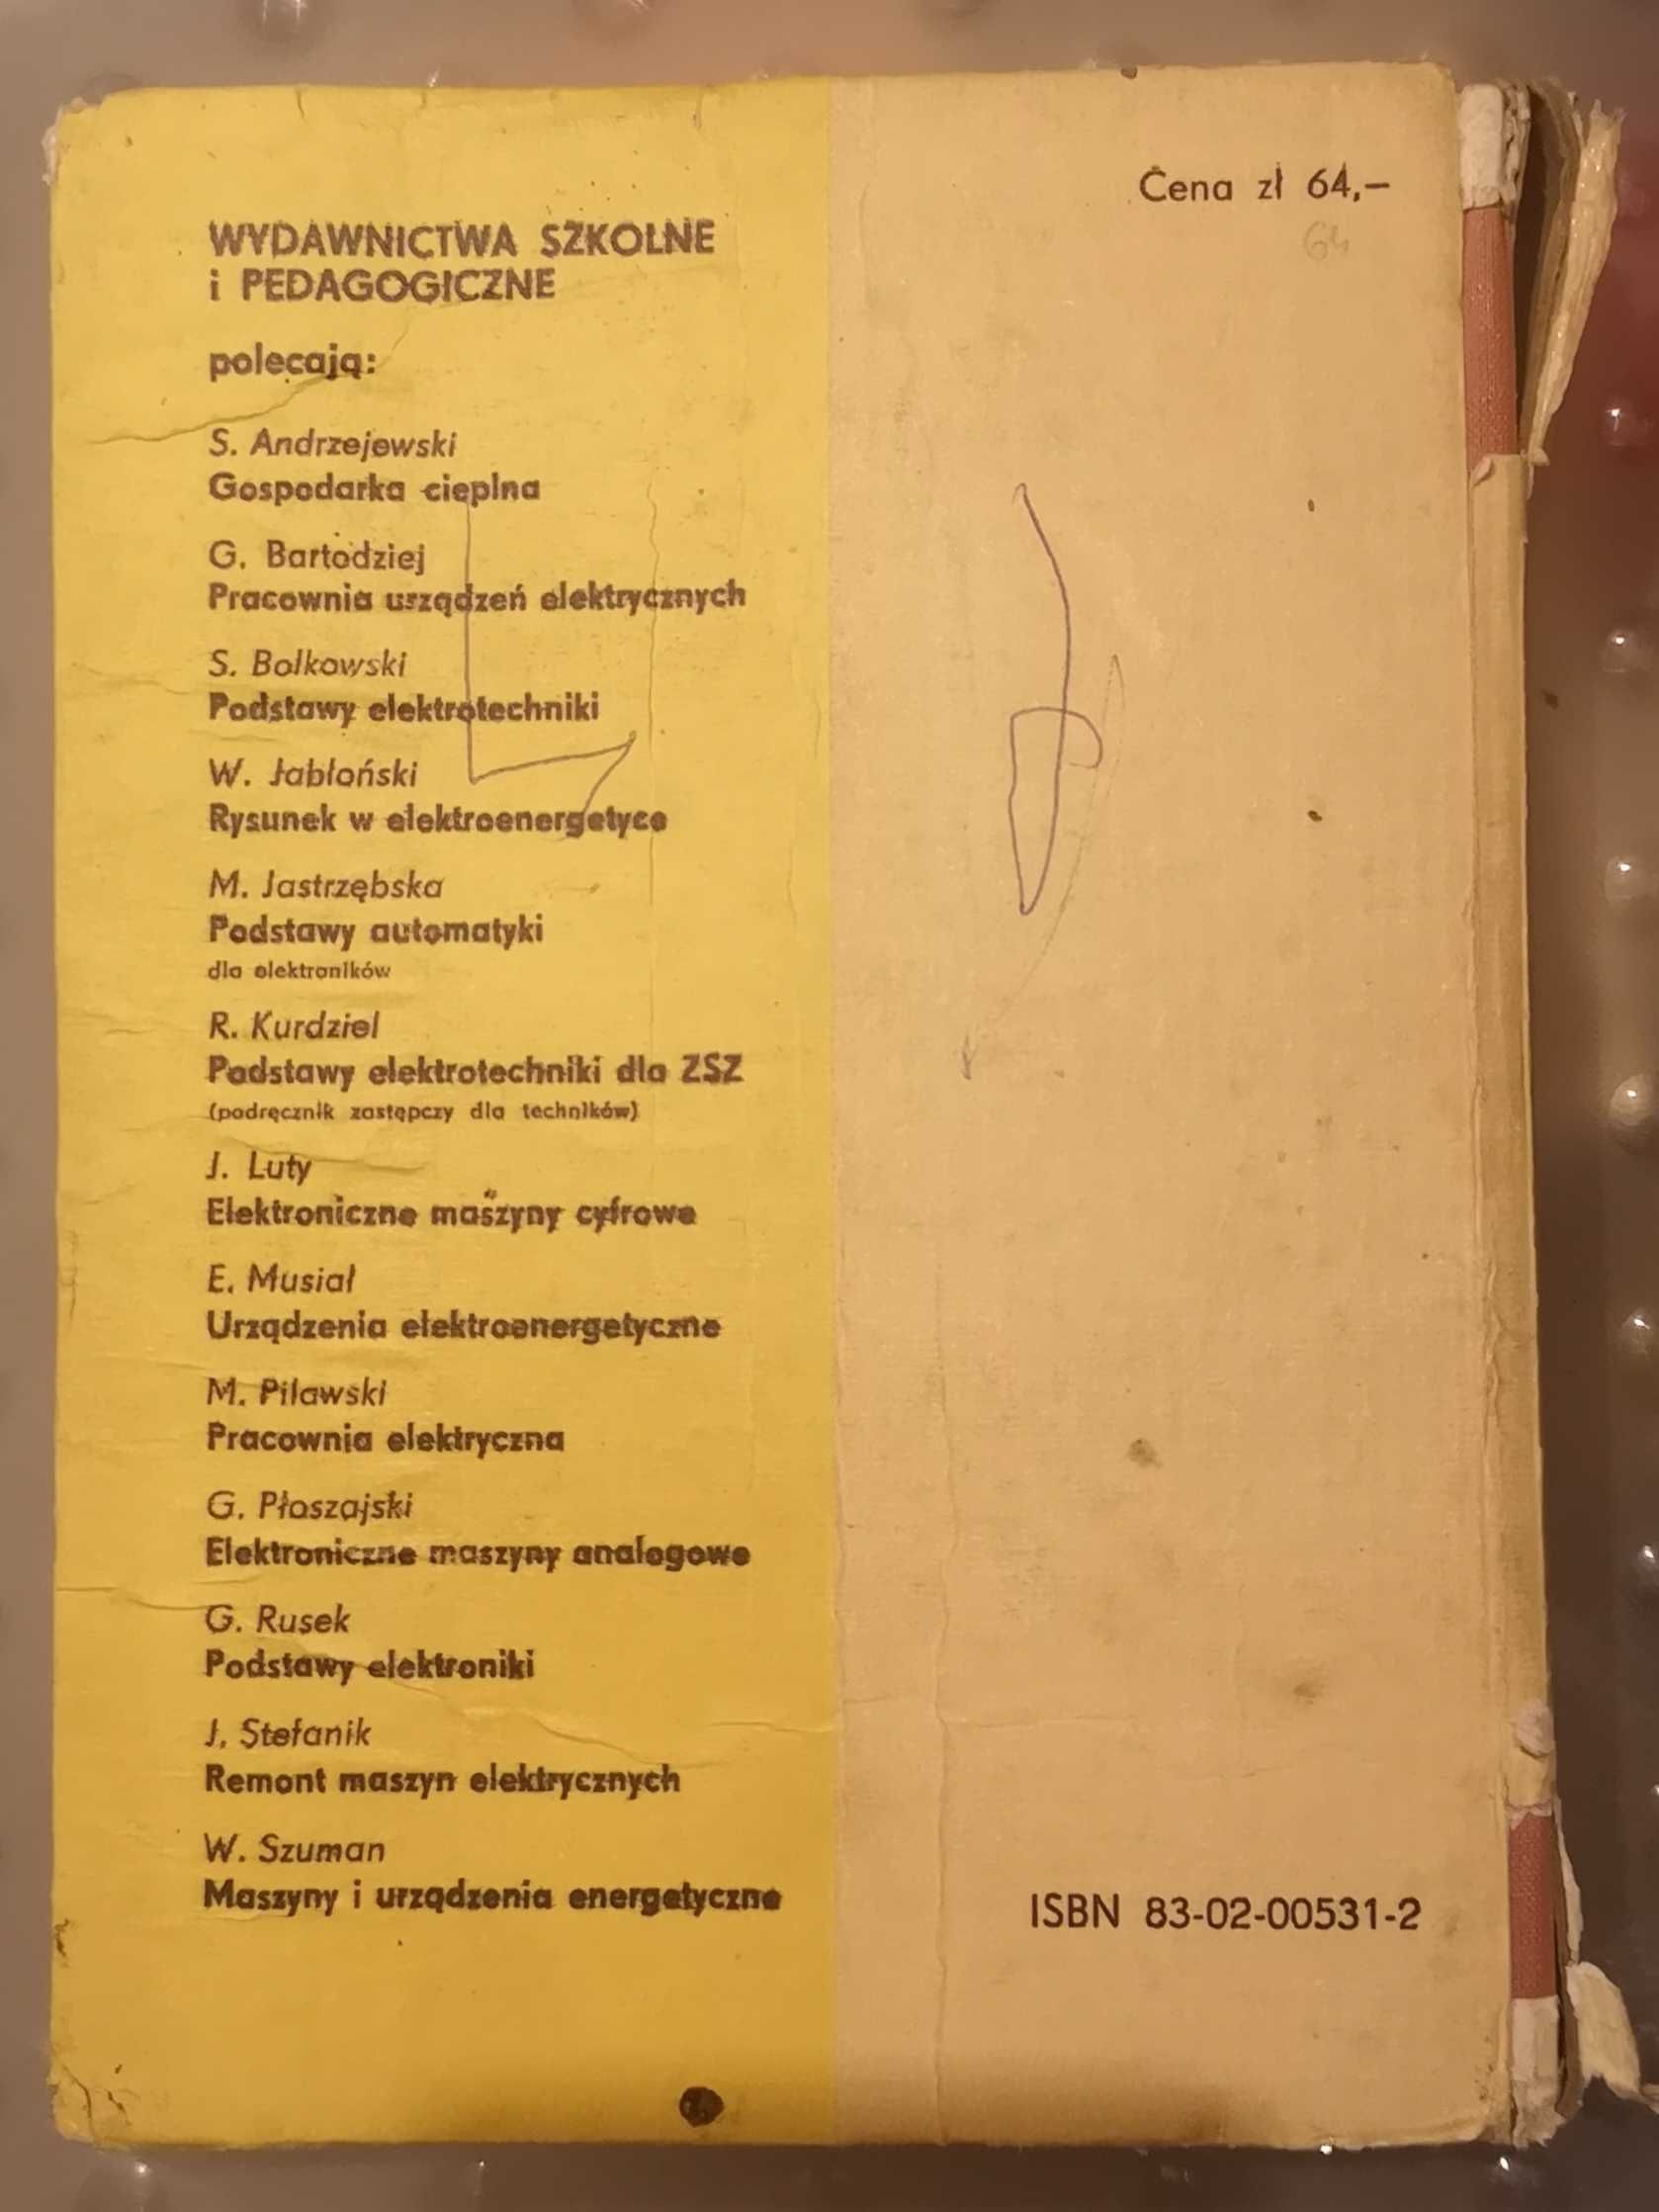 Cena zł 64,–
64
WYDAWNICTWA SZKOLNE
i PEDAGOGICZNE
polecają:
S. Andrzejewski
Gospodarka cieplna
G. Bartodziej
Pracownia urządzeń elektrycznych
S. Bolkowski
Podstawy elektrotechniki
W. Jabłoński
Rysunek w elektroenergetyce
M. Jastrzębska
Podstawy automatyki
dla elektroników
R. Kurdziel
Podstawy elektrotechniki dla ZSZ
(podręcznik zastępczy dla techników)
J. Luty
Elektroniczne maszyny cyfrowe
E. Musiał
Urządzenia elektroenergetyczne
M. Pilawski
Pracownia elektryczna
G. Płoszajski
Elektroniczne maszyny analogowe
G. Rusek
Podstawy elektroniki
J. Stefanik
Remont maszyn elektrycznych
W. Szuman
Maszyny i urządzenia energetyczne
ISBN 83-02-00531-2